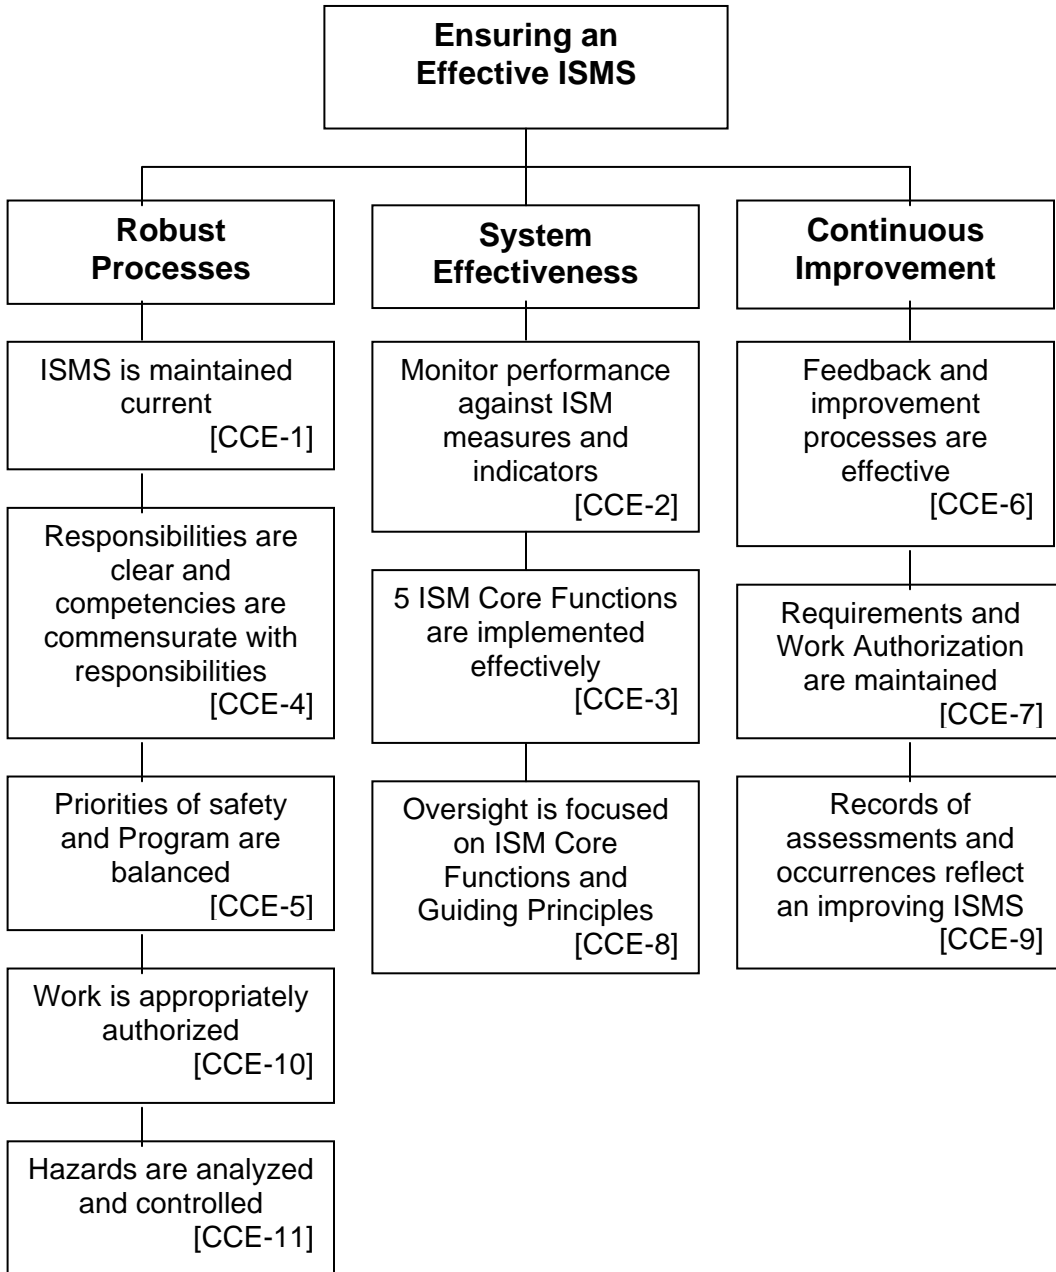 Ensuring an
Effective ISMS
Robust
Processes
ISMS is maintained
current
[CCE-1]
Responsibilities are
clear and
competencies are
commensurate with
responsibilities
[CCE-4]
Priorities of safety
and Program are
balanced
[CCE-5]
Work is appropriately
authorized
[CCE-10]
Hazards are analyzed
and controlled
[CCE-11]
System
Effectiveness
Monitor performance
against ISM
measures and
indicators
[CCE-2]
5 ISM Core Functions
are implemented
effectively
[CCE-3]
Oversight is focused
on ISM Core
Functions and
Guiding Principles
[CCE-8]
Continuous
Improvement
Feedback and
improvement
processes are
effective
[CCE-6]
Requirements and
Work Authorization
are maintained
[CCE-7]
Records of
assessments and
occurrences reflect
an improving ISMS
[CCE-9]